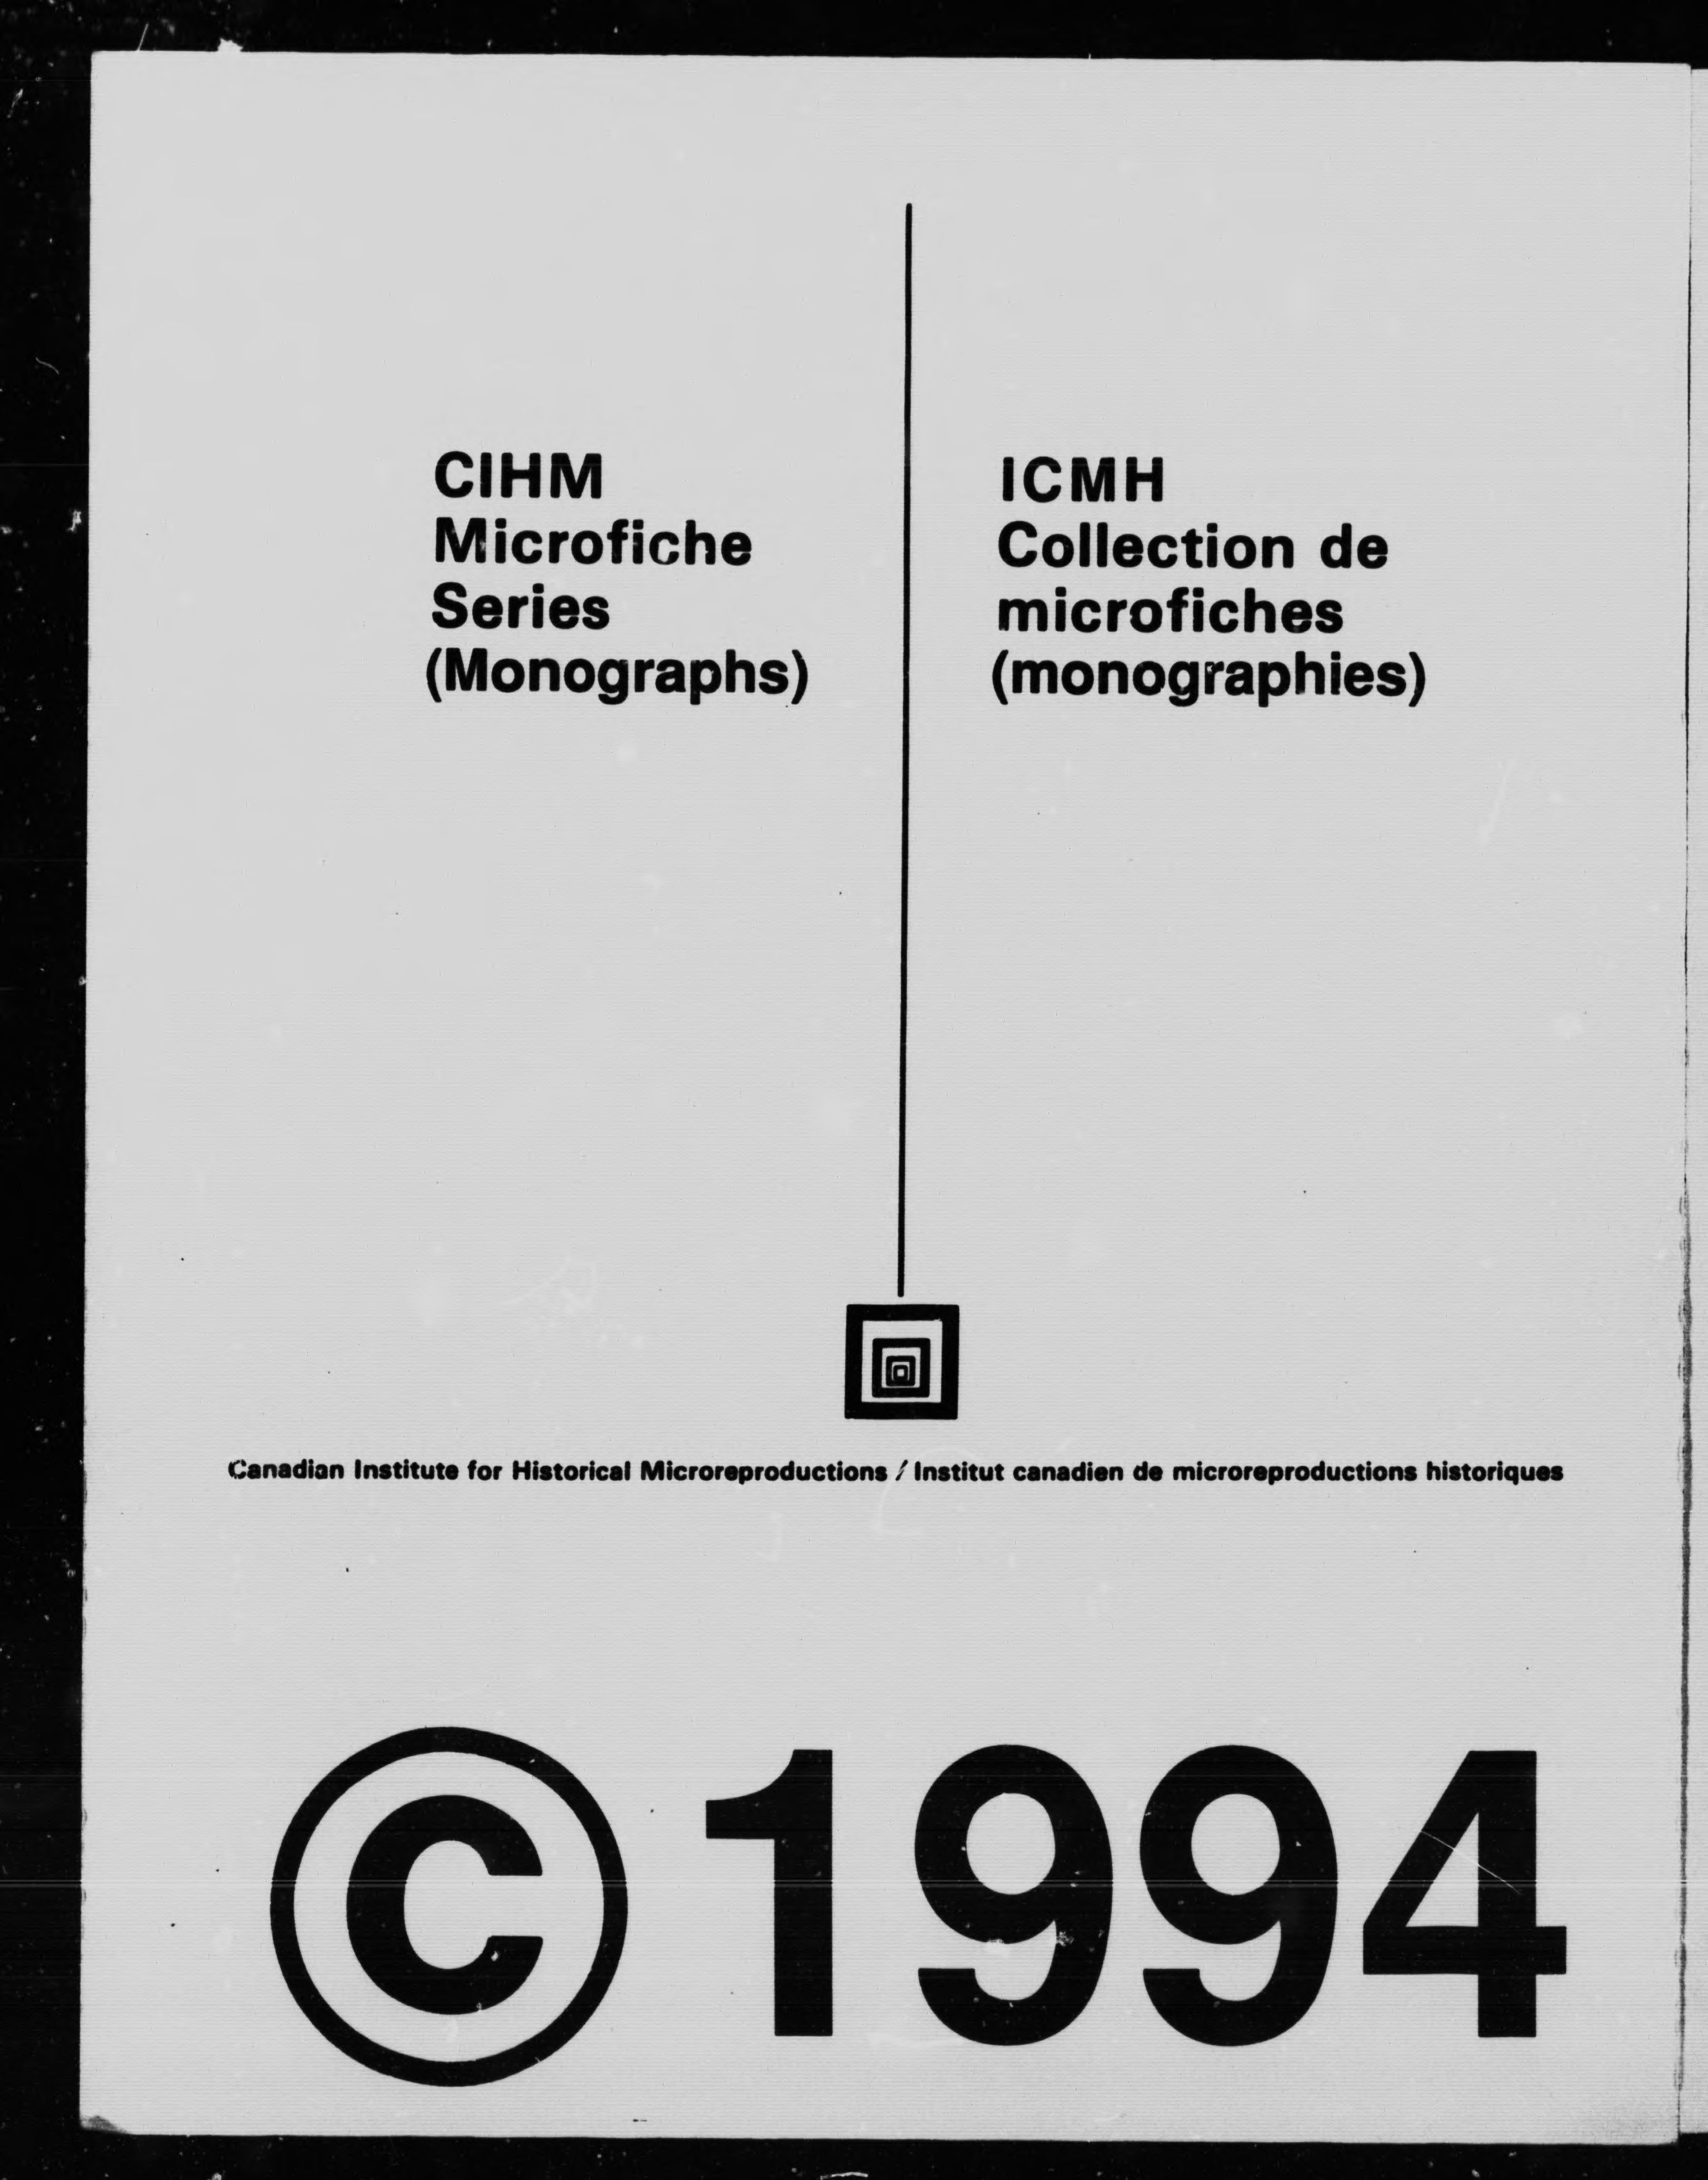 CIHM
Microfiche
Series
(Monographs)
ICMH
Collection de
microfiches
(monographies)
Canadian Institute for Historical Microreproductions / Institut canadien de microreproductions historiques
© 1994